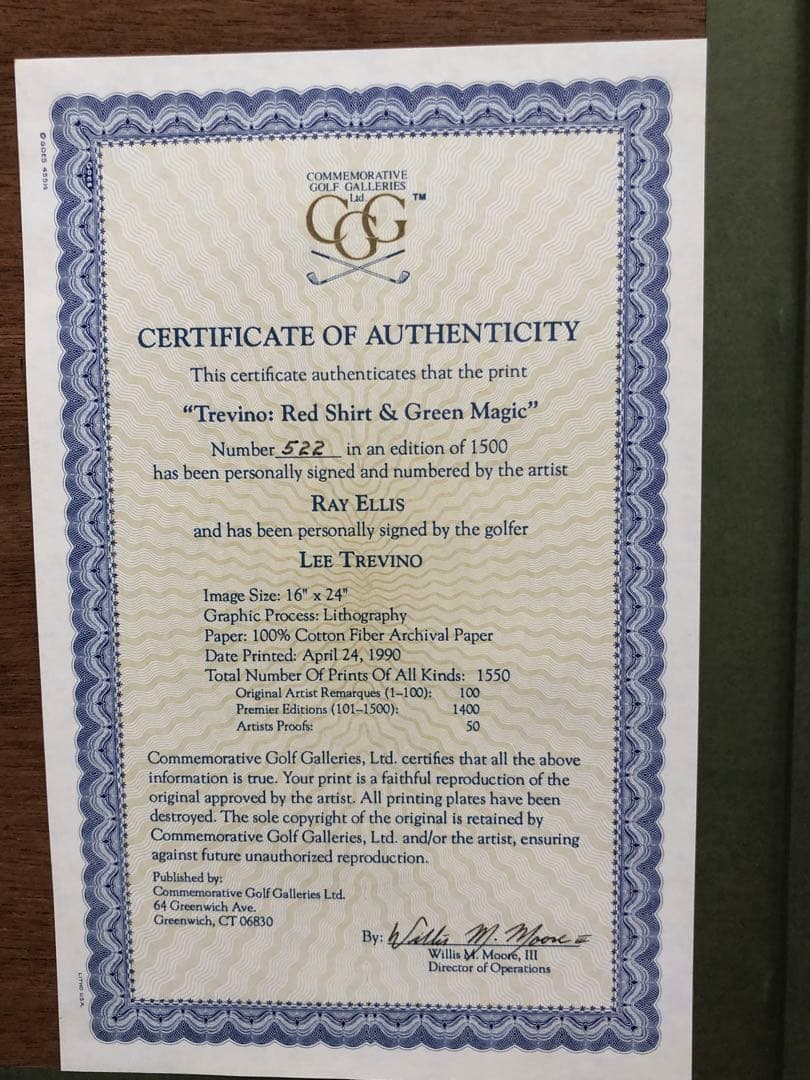 COMMEMORATIVE
GOLF GALLERIES
Ltd.
CGG ™
CERTIFICATE OF AUTHENTICITY
This certificate authenticates that the print
“Trevino: Red Shirt & Green Magic”
Number 522 in an edition of 1500
has been personally signed and numbered by the artist
RAY ELLIS
and has been personally signed by the golfer
LEE TREVINO
Image Size: 16" x 24"
Graphic Process: Lithography
Paper: 100% Cotton Fiber Archival Paper
Date Printed: April 24, 1990
Total Number Of Prints Of All Kinds: 1550
Original Artist Remarques (1–100): 100
Premier Editions (101–1500): 1400
Artists Proofs: 50
Commemorative Golf Galleries, Ltd. certifies that all the above
information is true. Your print is a faithful reproduction of the
original approved by the artist. All printing plates have been
destroyed. The sole copyright of the original is retained by
Commemorative Golf Galleries, Ltd. and/or the artist, ensuring
against future unauthorized reproduction.
Published by:
Commemorative Golf Galleries Ltd.
64 Greenwich Ave.
Greenwich, CT 06830
By: Willis M. Moore III
Willis M. Moore, III
Director of Operations
GOES
LITHO U.S.A.